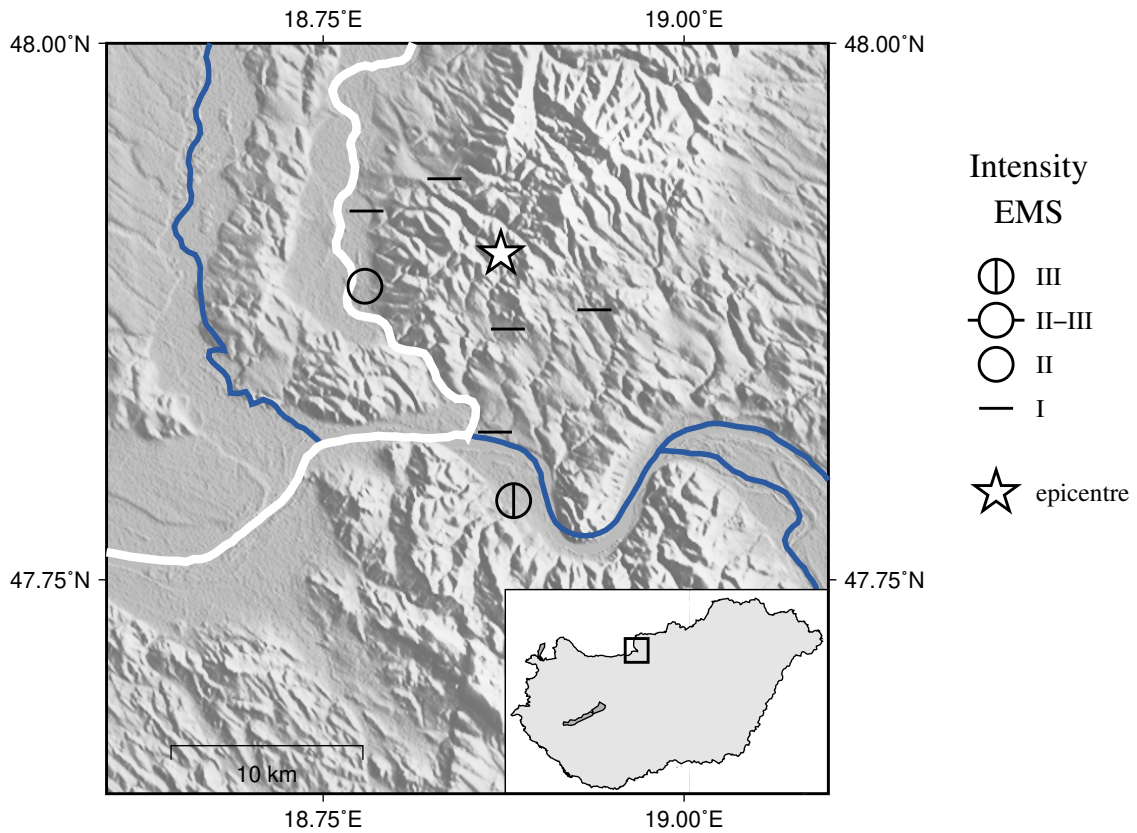 18.75˚E 19.00˚E
48.00˚N 48.00˚N
47.75˚N 47.75˚N
10 km
18.75˚E 19.00˚E
Intensity
EMS
III
II−III
II
I
epicentre